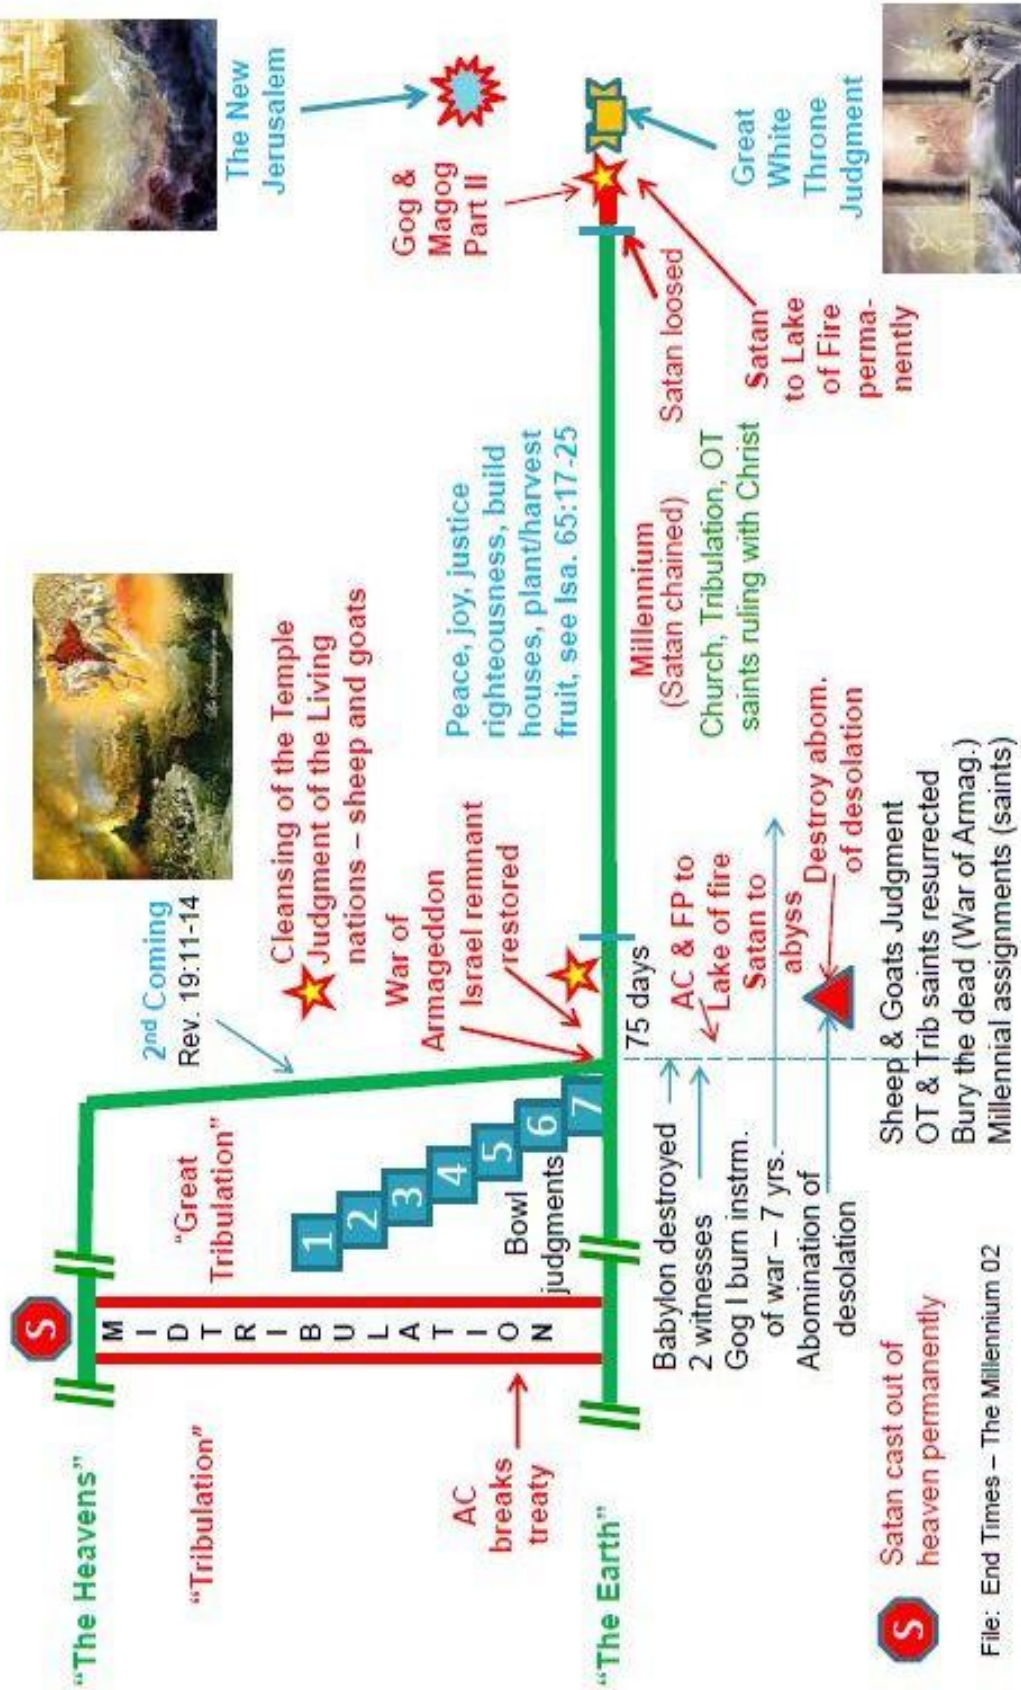 "The Heavens"
S
"Tribulation"
M
I
D
T
R
I
B
U
L
A
T
I
O
N
"Great
Tribulation"
AC
breaks
treaty
1
2
3
4
5
6
7
Bowl
judgments
2nd Coming
Rev. 19:11-14
Cleansing of the Temple
Judgment of the Living
nations – sheep and goats
War of
Armageddon
Israel remnant
restored
Peace, joy, justice
righteousness, build
houses, plant/harvest
fruit, see Isa. 65:17-25
The New
Jerusalem
Gog &
Magog
Part II
"The Earth"
75 days
Babylon destroyed
2 witnesses
Gog I burn instrm.
of war – 7 yrs.
Abomination of
desolation
AC & FP to
Lake of fire
Satan to
abyss
Destroy abom.
of desolation
Millennium
(Satan chained)
Church, Tribulation, OT
saints ruling with Christ
Satan loosed
Satan
to Lake
of Fire
perma-
nently
Great
White
Throne
Judgment
Sheep & Goats Judgment
OT & Trib saints resurrected
Bury the dead (War of Armag.)
Millennial assignments (saints)
S
Satan cast out of
heaven permanently
File: End Times – The Millennium 02